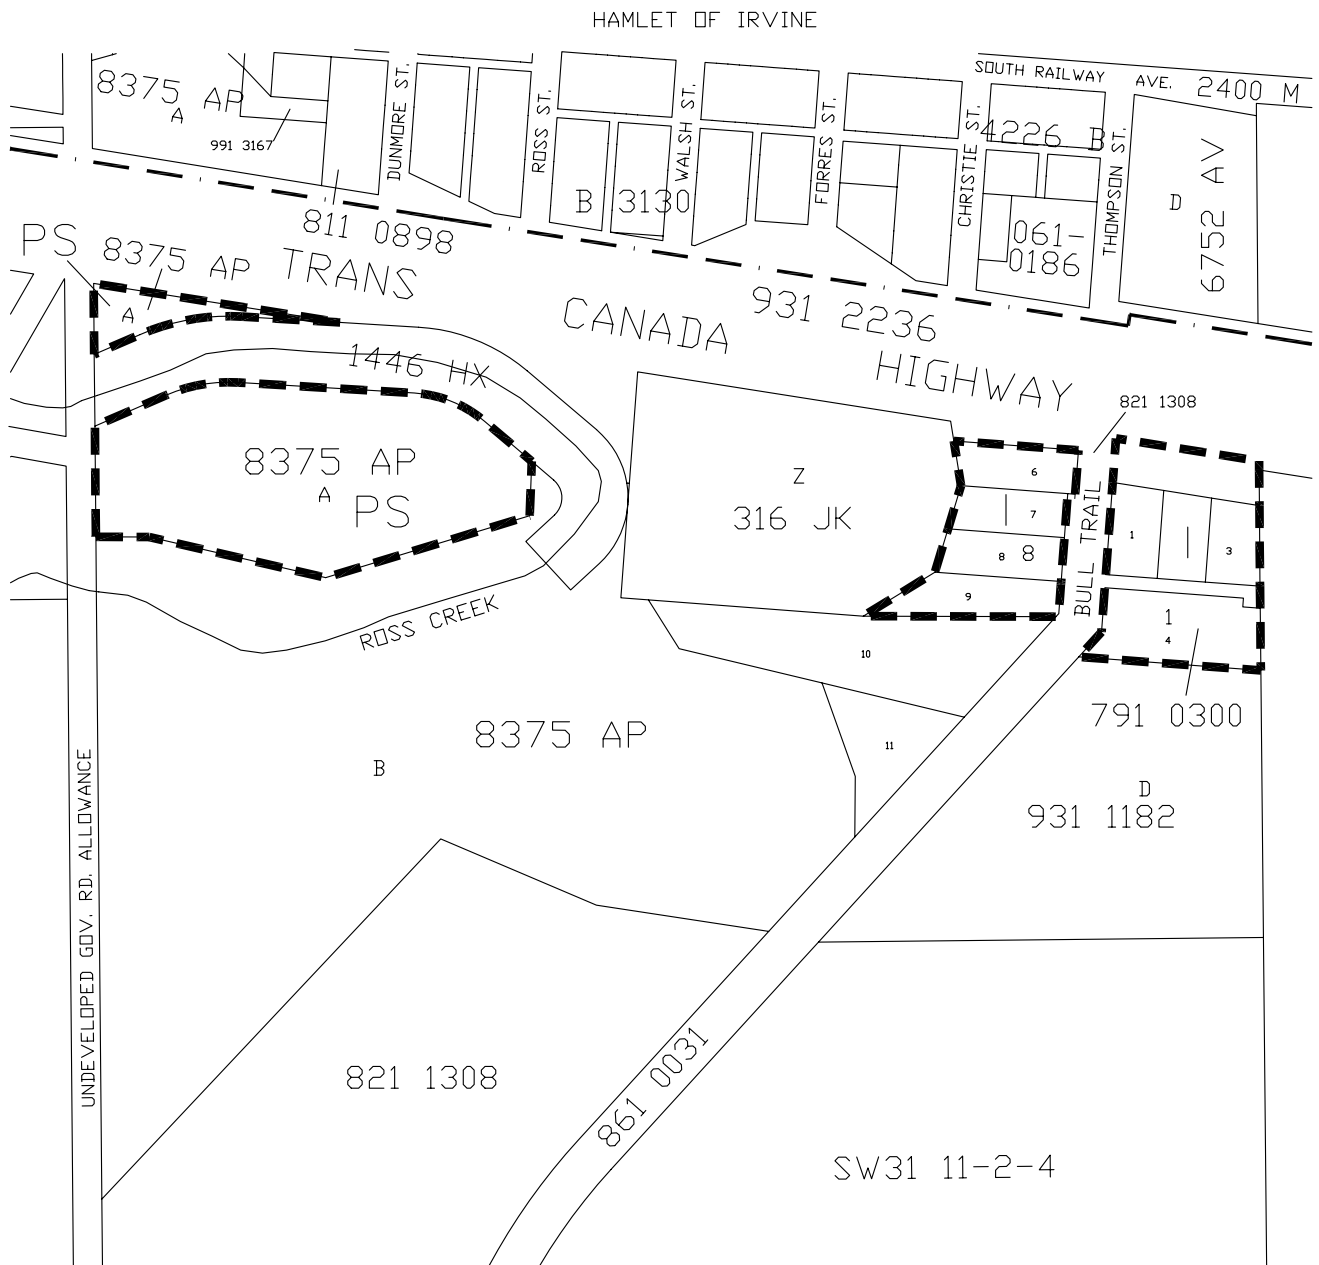 HAMLET OF IRVINE
SOUTH RAILWAY AVE. 2400 M
8375 AP
A
991 3167
DUNMORE ST.
ROSS ST.
WALSH ST.
FORRES ST.
CHRISTIE ST.
4226 B
THOMPSON ST.
D
6752 AV
B 3130
811 0898
061-
0186
PS
8375 AP
A
TRANS
CANADA
HIGHWAY
931 2236
7
1446 HX
821 1308
8375 AP
A
PS
Z
316 JK
6
7
8
8
9
BULL TRAIL
1
3
1
4
ROSS CREEK
10
791 0300
8375 AP
B
11
D
931 1182
UNDEVELOPED GOV. RD. ALLOWANCE
821 1308
861 0031
SW31 11-2-4